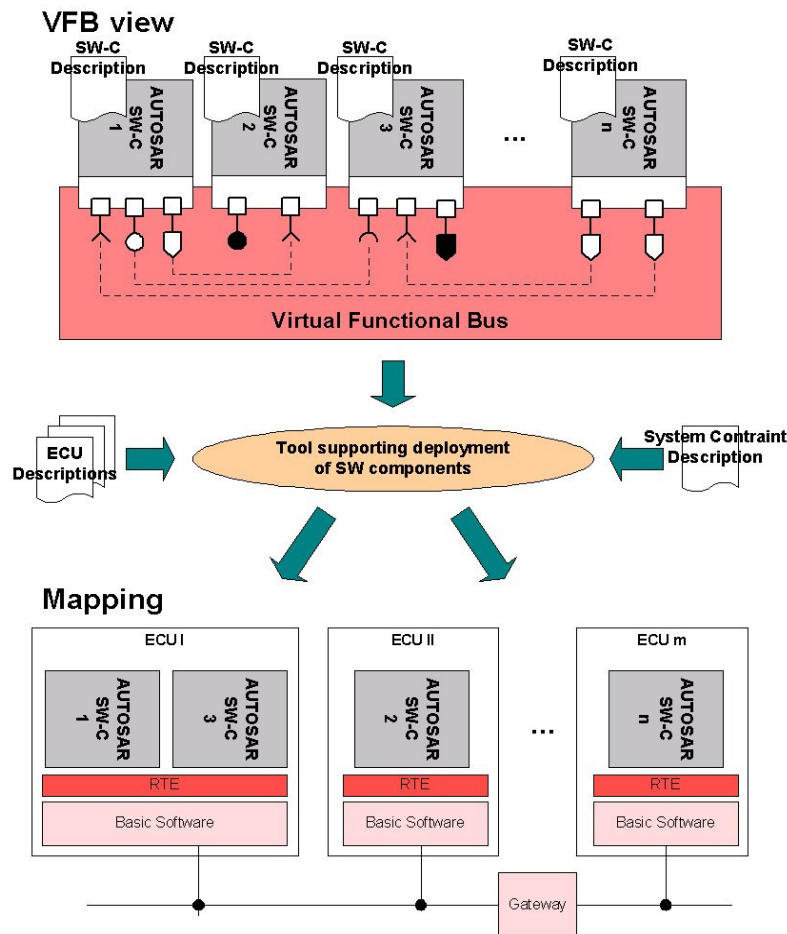 VFB view
SW-C
Description
SW-C
Description
SW-C
Description
SW-C
Description
AUTOSAR
SW-C
1
AUTOSAR
SW-C
2
AUTOSAR
SW-C
3
...
AUTOSAR
SW-C
n
Virtual Functional Bus
ECU
Descriptions
Tool supporting deployment
of SW components
System Contraint
Description
Mapping
ECU I
AUTOSAR
SW-C
1
AUTOSAR
SW-C
3
RTE
Basic Software
ECU II
AUTOSAR
SW-C
2
RTE
Basic Software
...
ECU m
AUTOSAR
SW-C
n
RTE
Basic Software
Gateway